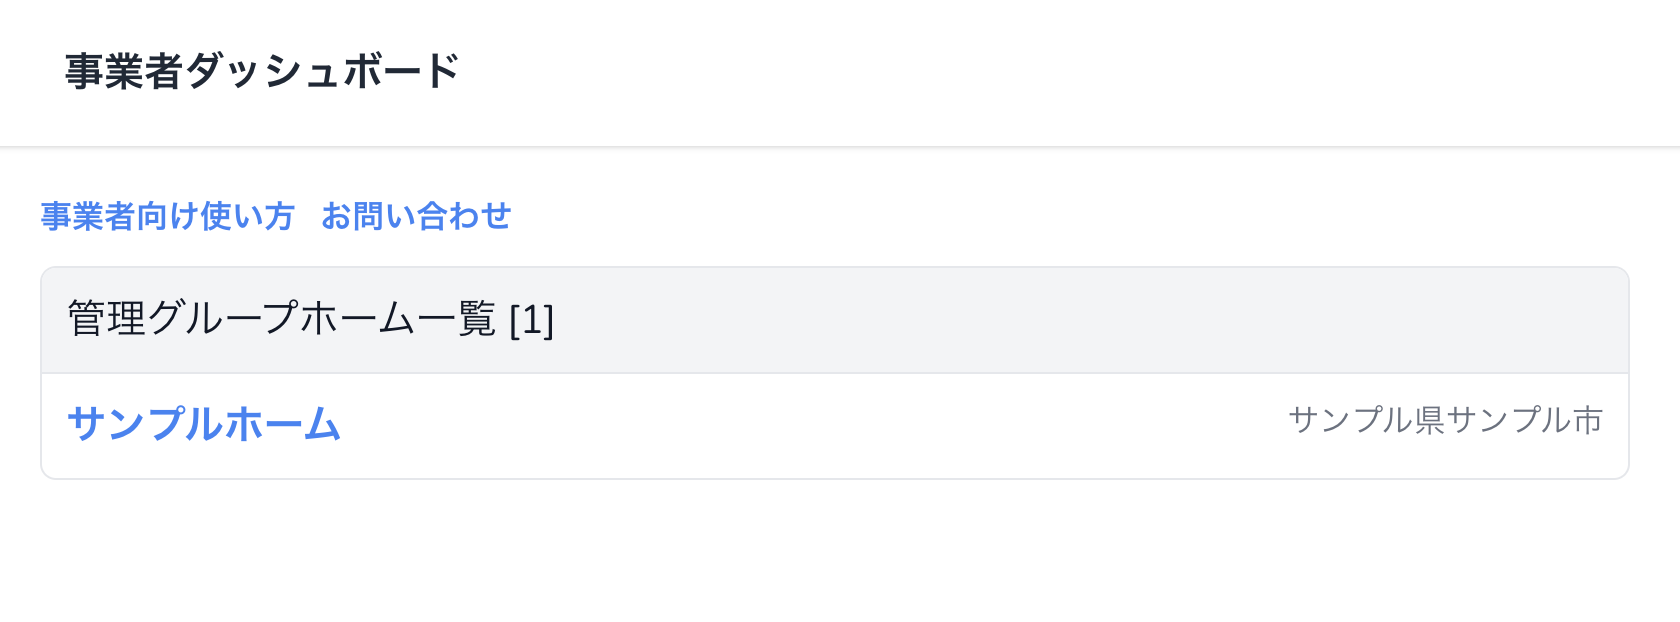 事業者ダッシュボード
事業者向け使い方 お問い合わせ
管理グループホーム一覧 [1]
サンプルホーム サンプル県サンプル市